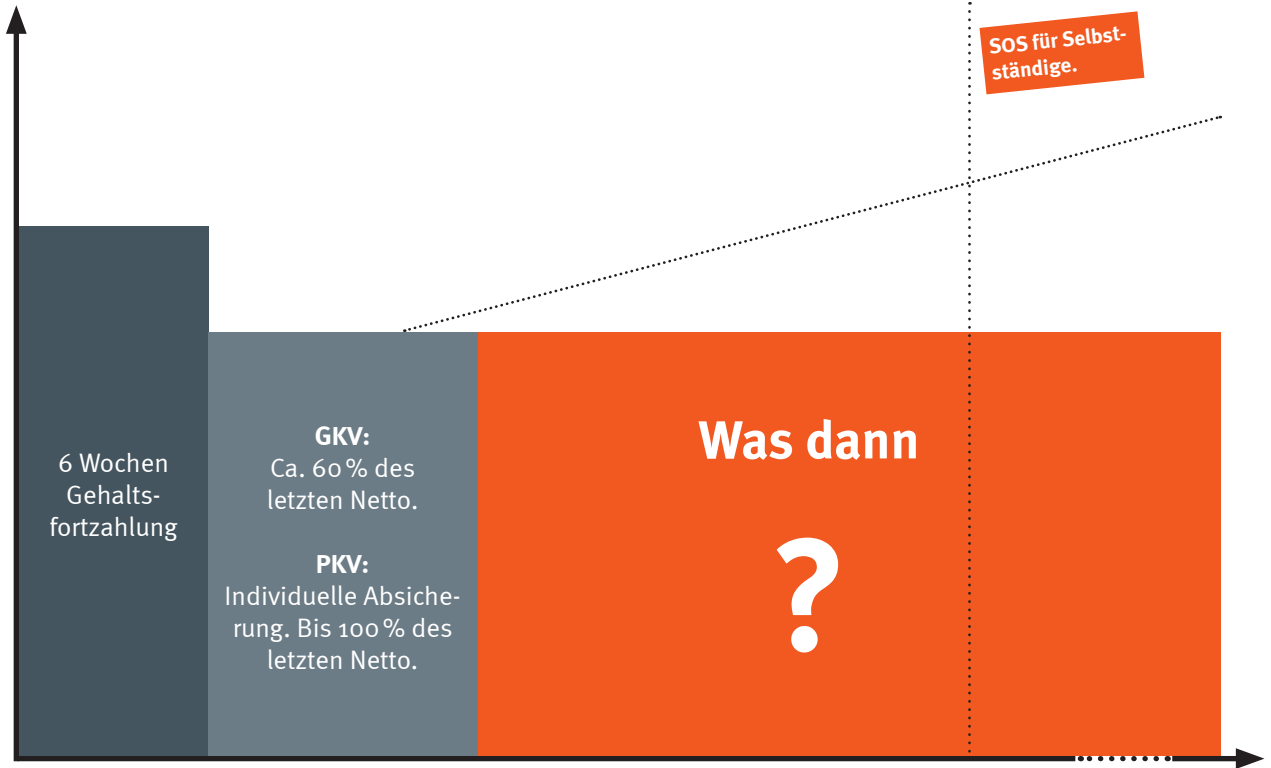 SOS für Selbst-
ständige.
6 Wochen
Gehalts-
fortzahlung
GKV:
Ca. 60 % des
letzten Netto.
PKV:
Individuelle Absiche-
rung. Bis 100 % des
letzten Netto.
Was dann
?